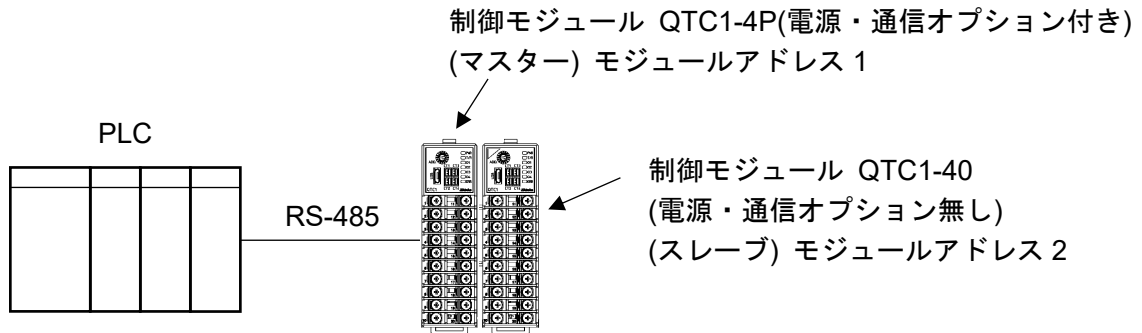 制御モジュール QTC1-4P(電源・通信オプション付き)
(マスター) モジュールアドレス 1
PLC
RS-485
制御モジュール QTC1-40
(電源・通信オプション無し)
(スレーブ) モジュールアドレス 2
QTC1
QTC1